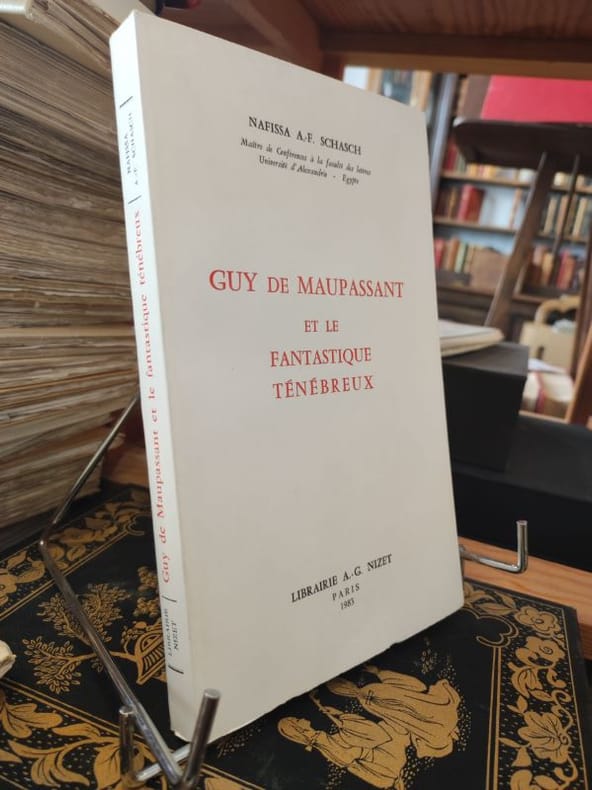 NAFISSA A.-F. SCHASCH
Maître de Conférences à la faculté des lettres
Université d'Alexandrie - Egypte
GUY DE MAUPASSANT
ET LE
FANTASTIQUE
TÉNÉBREUX
LIBRAIRIE A.-G. NIZET
PARIS
1983
NAFISSA
A.-F. SCHASCH
Guy de Maupassant et le fantastique ténébreux
LIBRAIRIE
NIZET